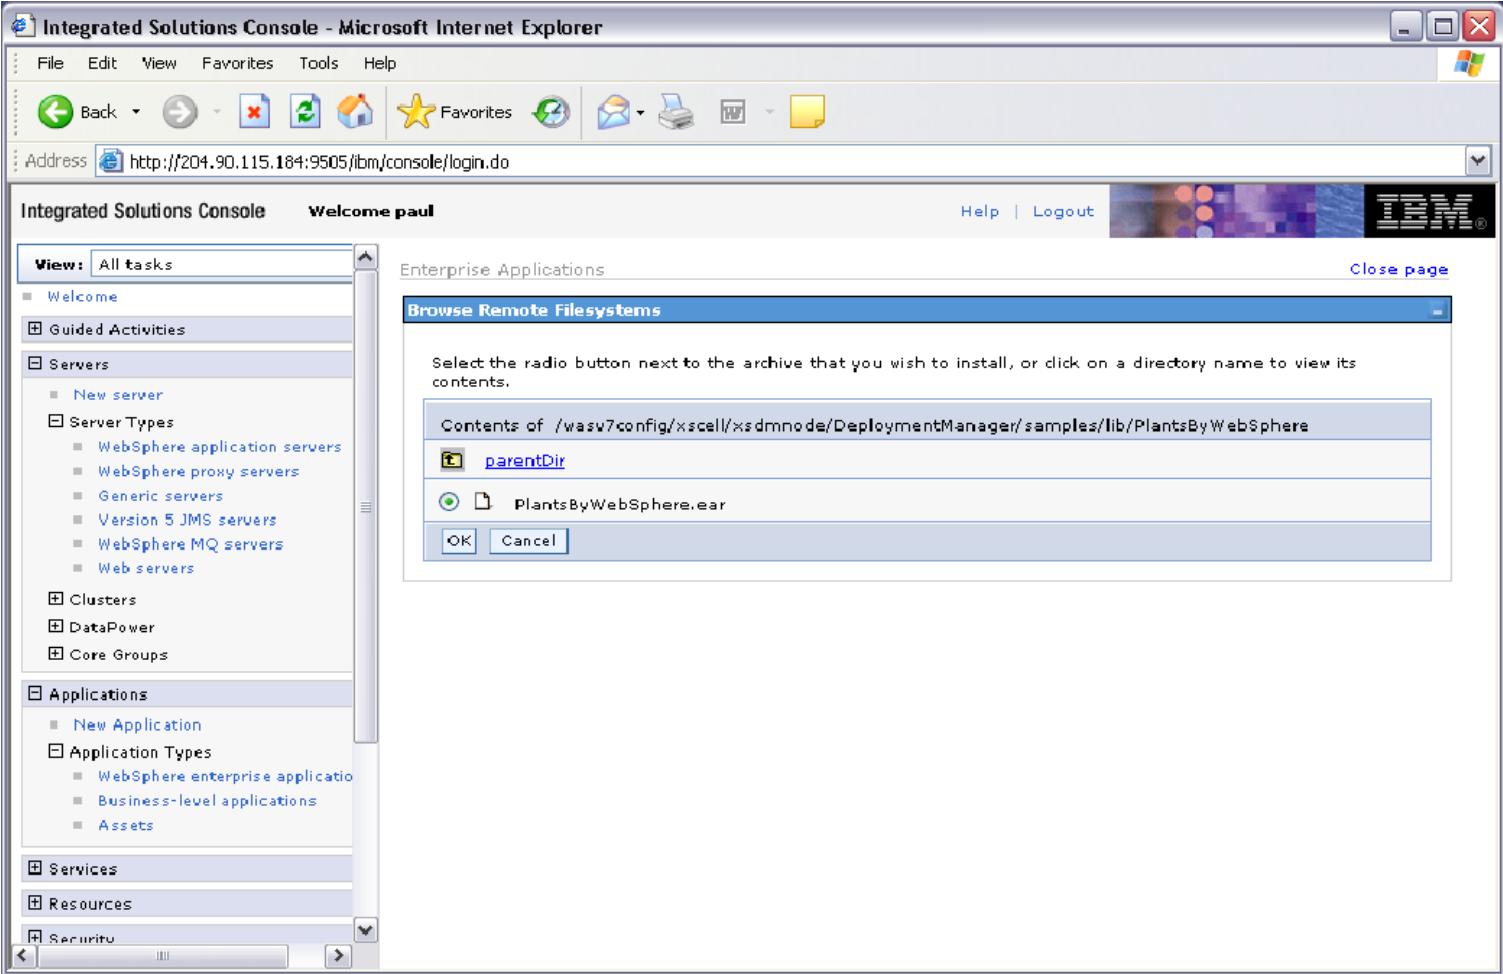 Integrated Solutions Console - Microsoft Internet Explorer
File Edit View Favorites Tools Help
Back Favorites
Address http://204.90.115.184:9505/ibm/console/login.do
Integrated Solutions Console Welcome paul Help | Logout IBM®
View: All tasks
Welcome
Guided Activities
Servers
New server
Server Types
WebSphere application servers
WebSphere proxy servers
Generic servers
Version 5 JMS servers
WebSphere MQ servers
Web servers
Clusters
DataPower
Core Groups
Applications
New Application
Application Types
WebSphere enterprise applicatio
Business-level applications
Assets
Services
Resources
Security
Enterprise Applications Close page
Browse Remote Filesystems
Select the radio button next to the archive that you wish to install, or click on a directory name to view its
contents.
Contents of /wasv7config/xscell/xsdmnode/DeploymentManager/samples/lib/PlantsByWebSphere
parentDir
PlantsByWebSphere.ear
OK Cancel